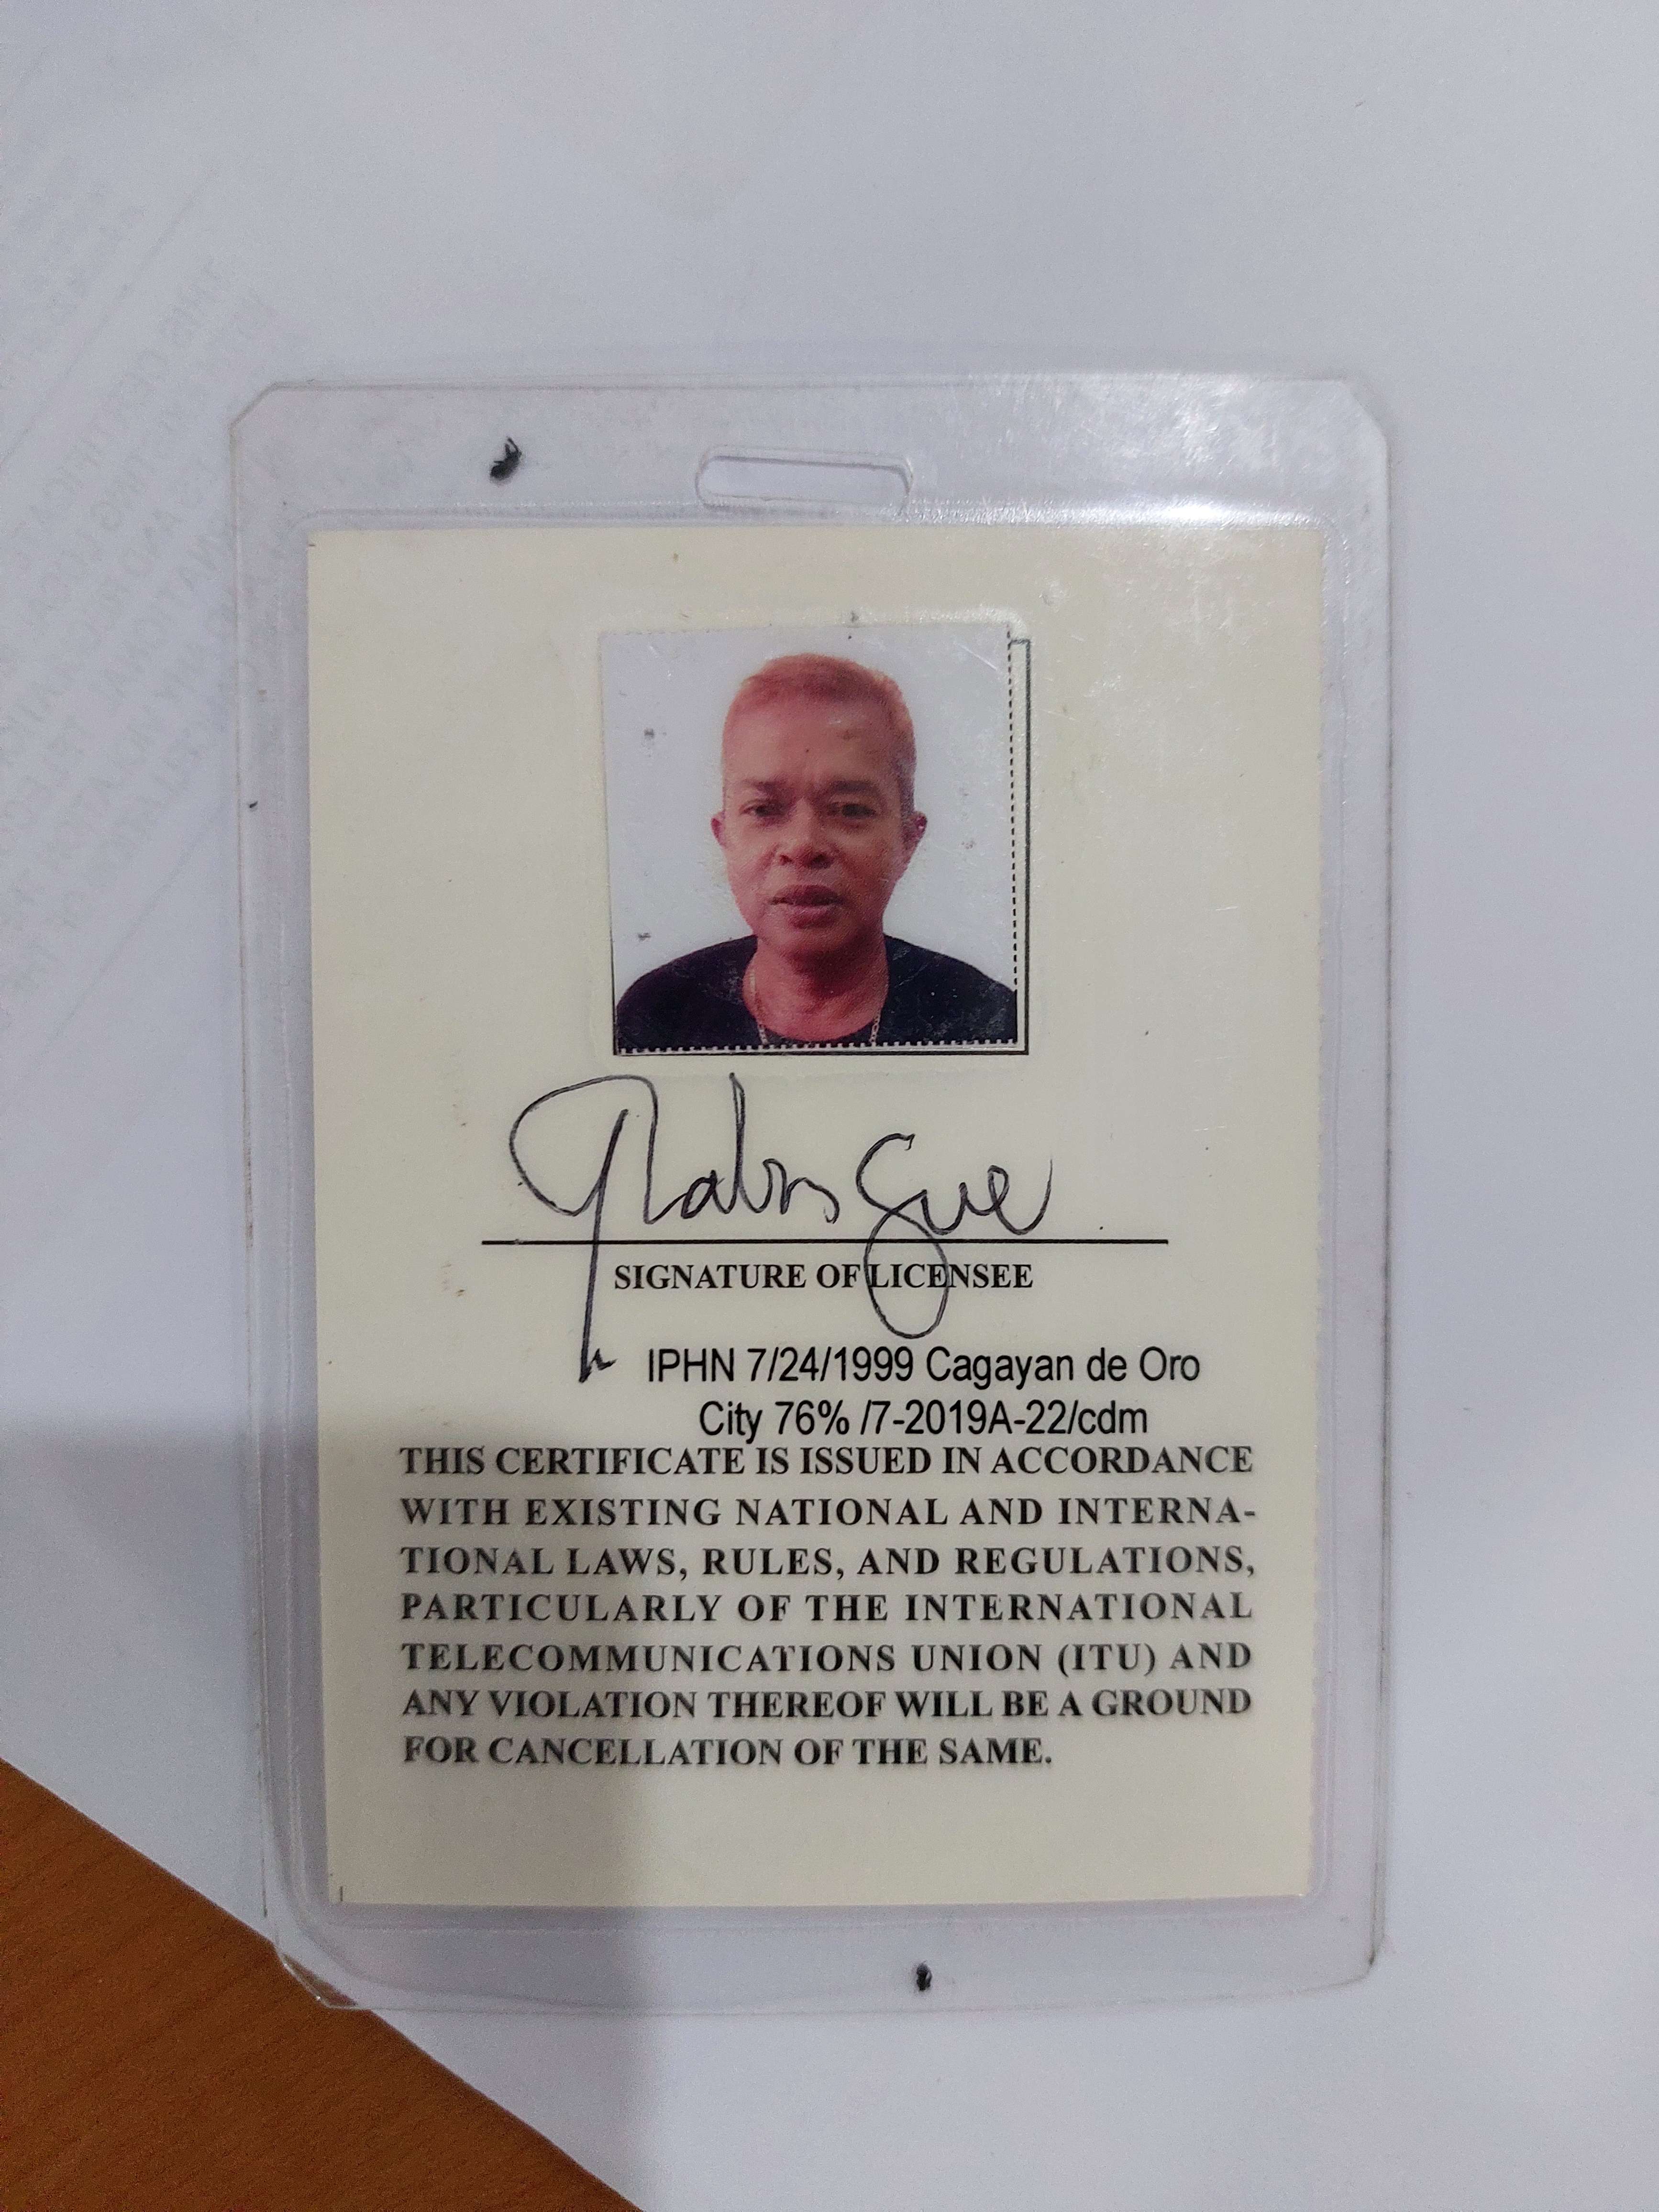 SIGNATURE OF LICENSEE
IPHN 7/24/1999 Cagayan de Oro
City 76% /7-2019A-22/cdm
THIS CERTIFICATE IS ISSUED IN ACCORDANCE
WITH EXISTING NATIONAL AND INTERNA-
TIONAL LAWS, RULES, AND REGULATIONS,
PARTICULARLY OF THE INTERNATIONAL
TELECOMMUNICATIONS UNION (ITU) AND
ANY VIOLATION THEREOF WILL BE A GROUND
FOR CANCELLATION OF THE SAME.